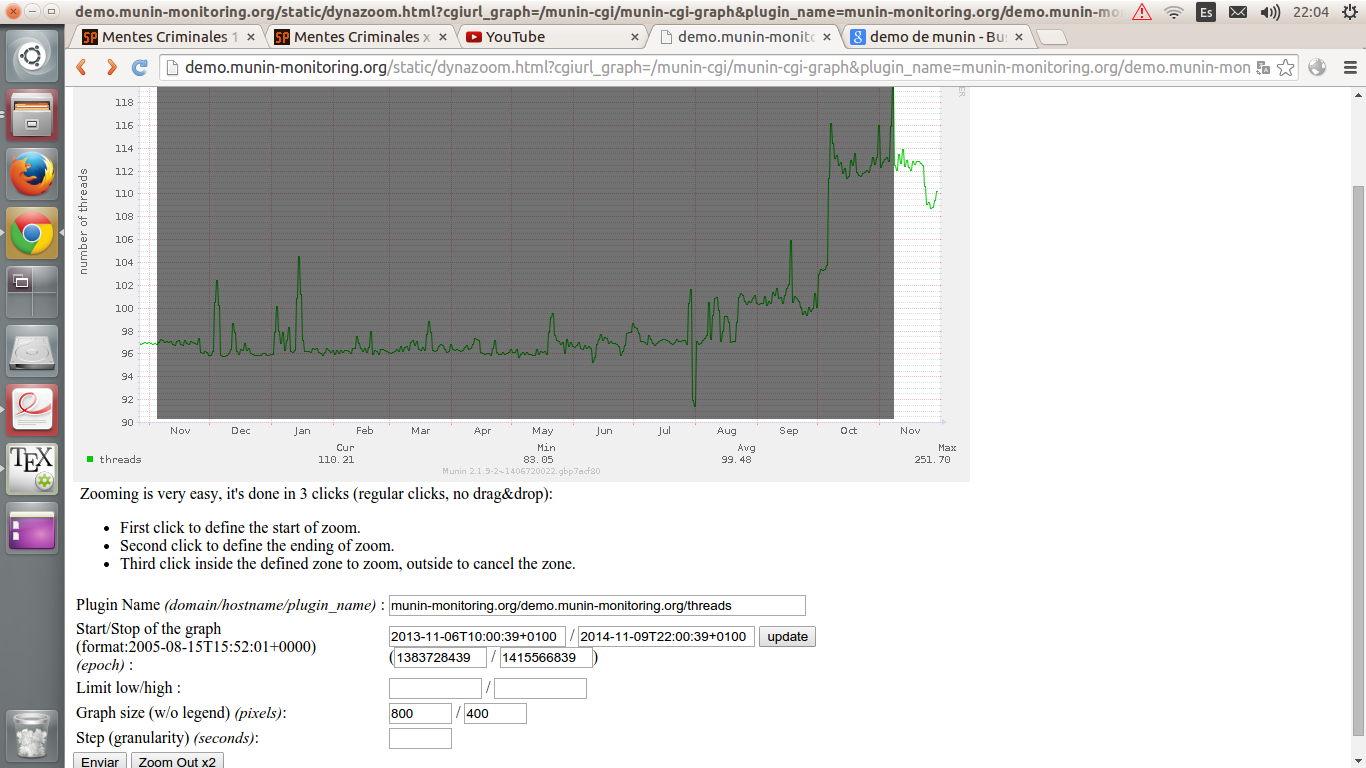 demo.munin-monitoring.org/static/dynazoom.html?cgiurl_graph=/munin-cgi/munin-cgi-graph&plugin_name=munin-monitoring.org/demo.munin-mo
Es
22:04
Mentes Criminales 1
Mentes Criminales x
YouTube
demo.munin-monito
demo de munin - Bus
demo.munin-monitoring.org/static/dynazoom.html?cgiurl_graph=/munin-cgi/munin-cgi-graph&plugin_name=munin-monitoring.org/demo.munin-mon
118
116
114
112
110
108
106
104
102
100
98
96
94
92
90
number of threads
Nov Dec Jan Feb Mar Apr May Jun Jul Aug Sep Oct Nov
Cur Min Avg Max
threads 110.21 83.05 99.48 251.70
Munin 2.1.9-2~1406720022.gbp7acf80
Zooming is very easy, it's done in 3 clicks (regular clicks, no drag&drop):
• First click to define the start of zoom.
• Second click to define the ending of zoom.
• Third click inside the defined zone to zoom, outside to cancel the zone.
Plugin Name (domain/hostname/plugin_name) : munin-monitoring.org/demo.munin-monitoring.org/threads
Start/Stop of the graph
(format:2005-08-15T15:52:01+0000)
(epoch) :
2013-11-06T10:00:39+0100 / 2014-11-09T22:00:39+0100 update
(1383728439 / 1415566839)
Limit low/high : /
Graph size (w/o legend) (pixels): 800 / 400
Step (granularity) (seconds):
Enviar Zoom Out x2
TEX